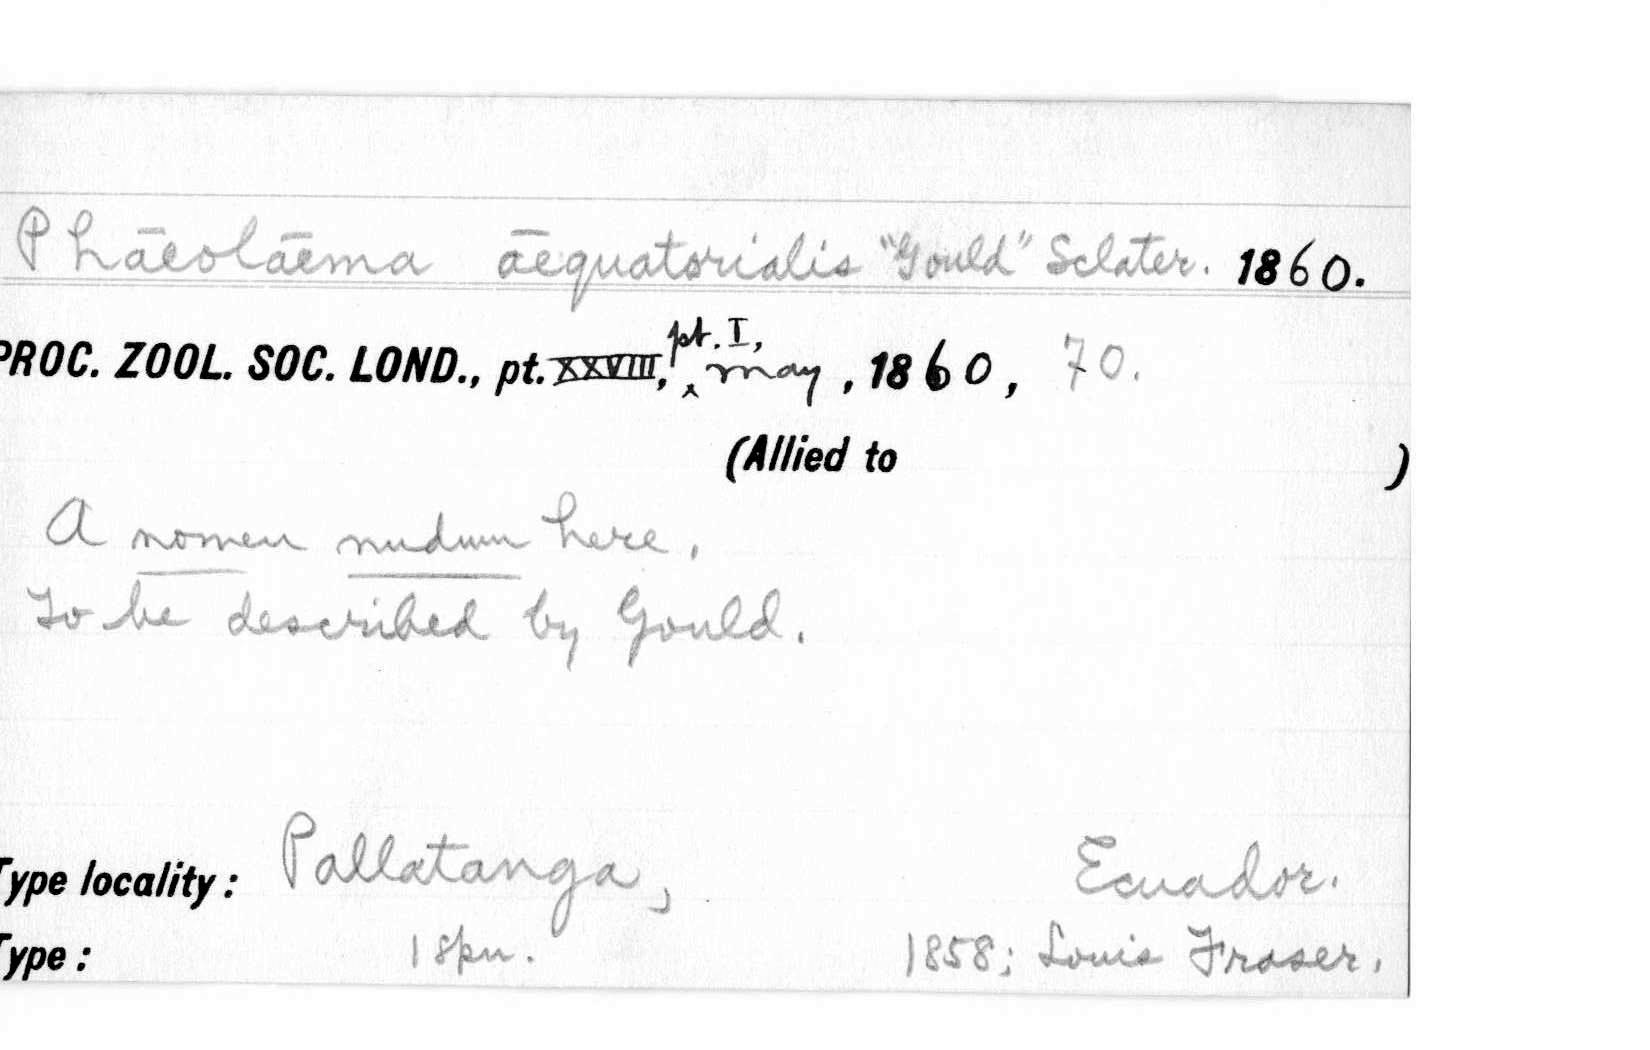 Phāeolāema āequatorialis "Gould" Sclater. 1860.
PROC. ZOOL. SOC. LOND., pt. XXVIII, pt. I, May, 1860, 70.
(Allied to )
A nomen nudum here.
To be described by Gould.
Type locality: Pallatanga, Ecuador.
Type: 1 spn. 1858; Louis Fraser.